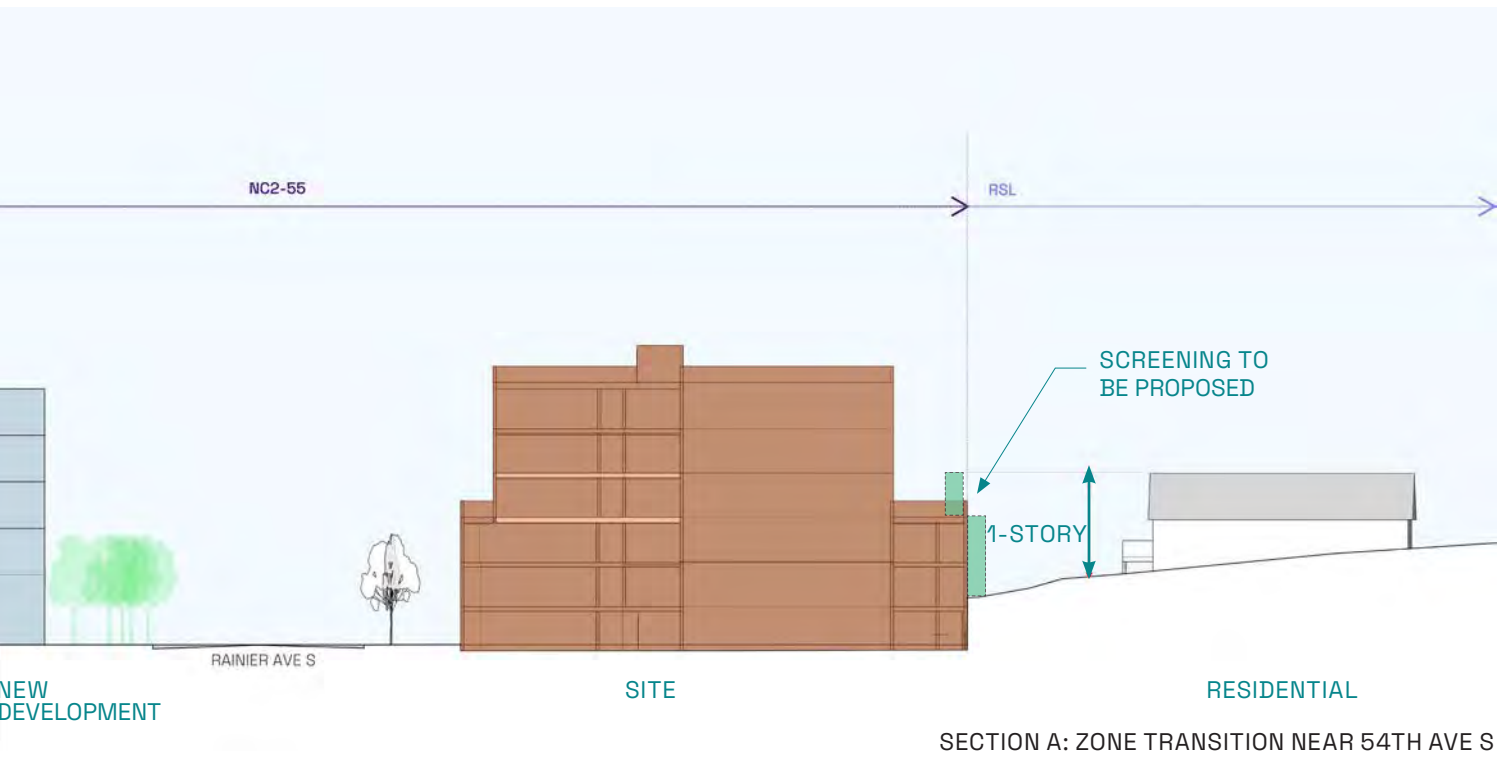 NC2-55
RSL
SCREENING TO
BE PROPOSED
1-STORY
RAINIER AVE S
NEW
DEVELOPMENT
SITE
RESIDENTIAL
SECTION A: ZONE TRANSITION NEAR 54TH AVE S